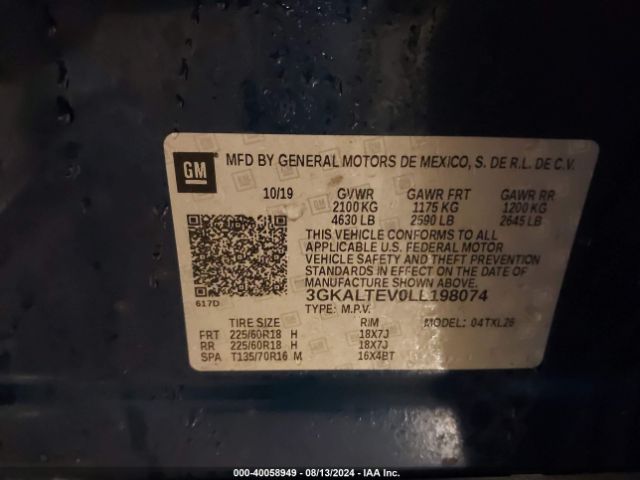 GM MFD BY GENERAL MOTORS DE MEXICO, S. DE R.L. DE C.V.
10/19 GVWR GAWR FRT GAWR RR
2100 KG 1175 KG 1200 KG
4630 LB 2590 LB 2645 LB
THIS VEHICLE CONFORMS TO ALL
APPLICABLE U.S. FEDERAL MOTOR
VEHICLE SAFETY AND THEFT PREVENTION
STANDARDS IN EFFECT ON THE DATE OF
MANUFACTURE SHOWN ABOVE.
617D 3GKALTEV0LL198074
TYPE: M.P.V.
TIRE SIZE RIM MODEL: 04TXL26
FRT 225/60R18 H 18X7J
RR 225/60R18 H 18X7J
SPA T135/70R16 M 16X4BT
000-40058949 - 08/13/2024 - IAA Inc.